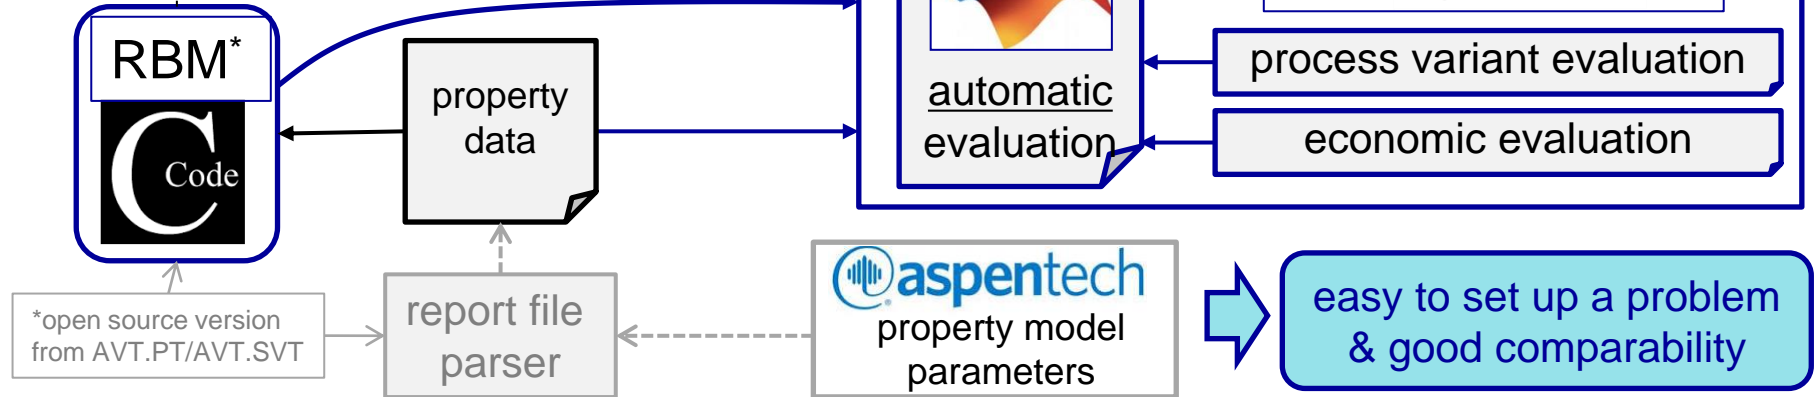 RBM*
C
Code
property
data
automatic
evaluation
process variant evaluation
economic evaluation
*open source version
from AVT.PT/AVT.SVT
report file
parser
aspentech
property model
parameters
easy to set up a problem
& good comparability